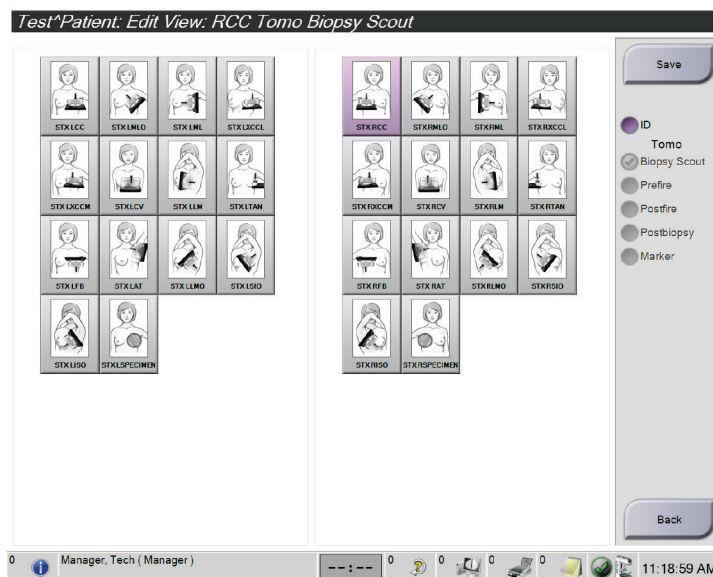 Test^Patient: Edit View: RCC Tomo Biopsy Scout
STX LCC STX LMLO STX LML STX LXCCL
STX LXCCM STX LCV STX LLM STX LTAN
STX LFB STX LAT STX LLMO STX LSIO
STX LISO STX LSPECIMEN
STX RCC STX RMLO STX RML STX RXCCL
STX RXCCM STX RCV STX RLM STX RTAN
STX RFB STX RAT STX RLMO STX RSIO
STX RISO STX RSPECIMEN
Save
ID
Tomo
Biopsy Scout
Prefire
Postfire
Postbiopsy
Marker
Back
0 Manager, Tech ( Manager ) --:-- 0 0 0 0 11:18:59 AM